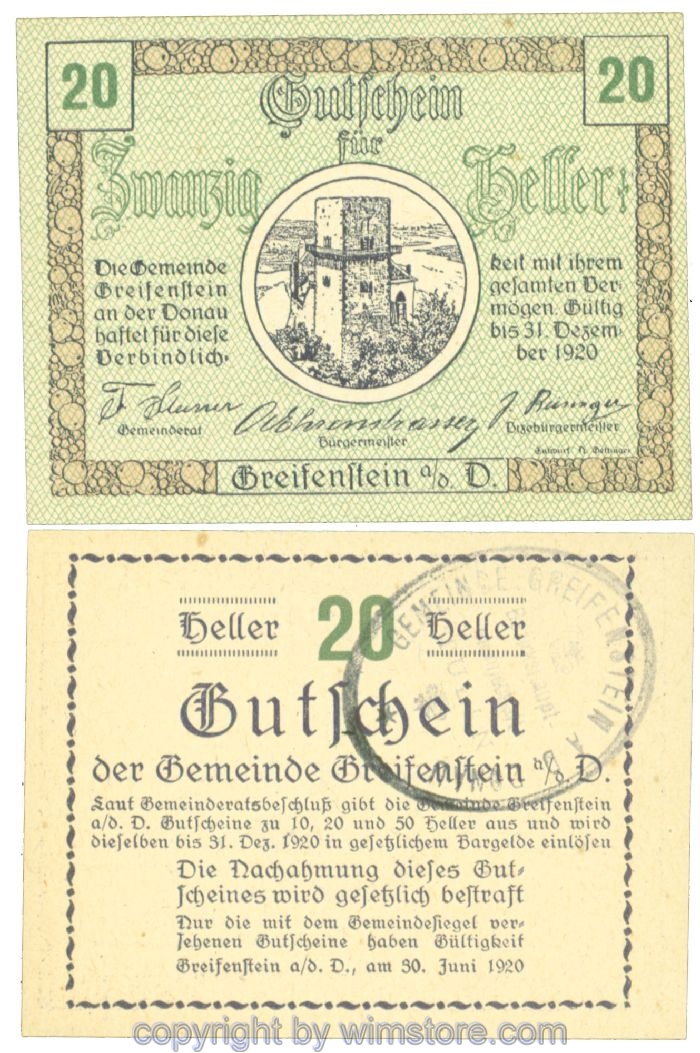 20
20
Gutschein
für
Zwanzig
Heller:
Die Gemeinde
Greifenstein
an der Donau
haftet für diese
Verbindlich-
keit mit ihrem
gesamten Ver-
mögen. Gültig
bis 31. Dezem-
ber 1920
Gemeinderat
Bürgermeister
Vizebürgermeister
Greifenstein a/d. D.
Heller 20 Heller
GEMEINDE GREIFENSTEIN A. D. DONAU
Gutschein
der Gemeinde Greifenstein a/d. D.
Laut Gemeinderatsbeschluß gibt die Gemeinde Greifenstein
a/d. D. Gutscheine zu 10, 20 und 50 Heller aus und wird
dieselben bis 31. Dez. 1920 in gesetzlichem Bargelde einlösen
Die Nachahmung dieses Gut-
scheines wird gesetzlich bestraft
Nur die mit dem Gemeindesiegel ver-
sehenen Gutscheine haben Gültigkeit
Greifenstein a/d. D., am 30. Juni 1920
copyright by wimstore.com